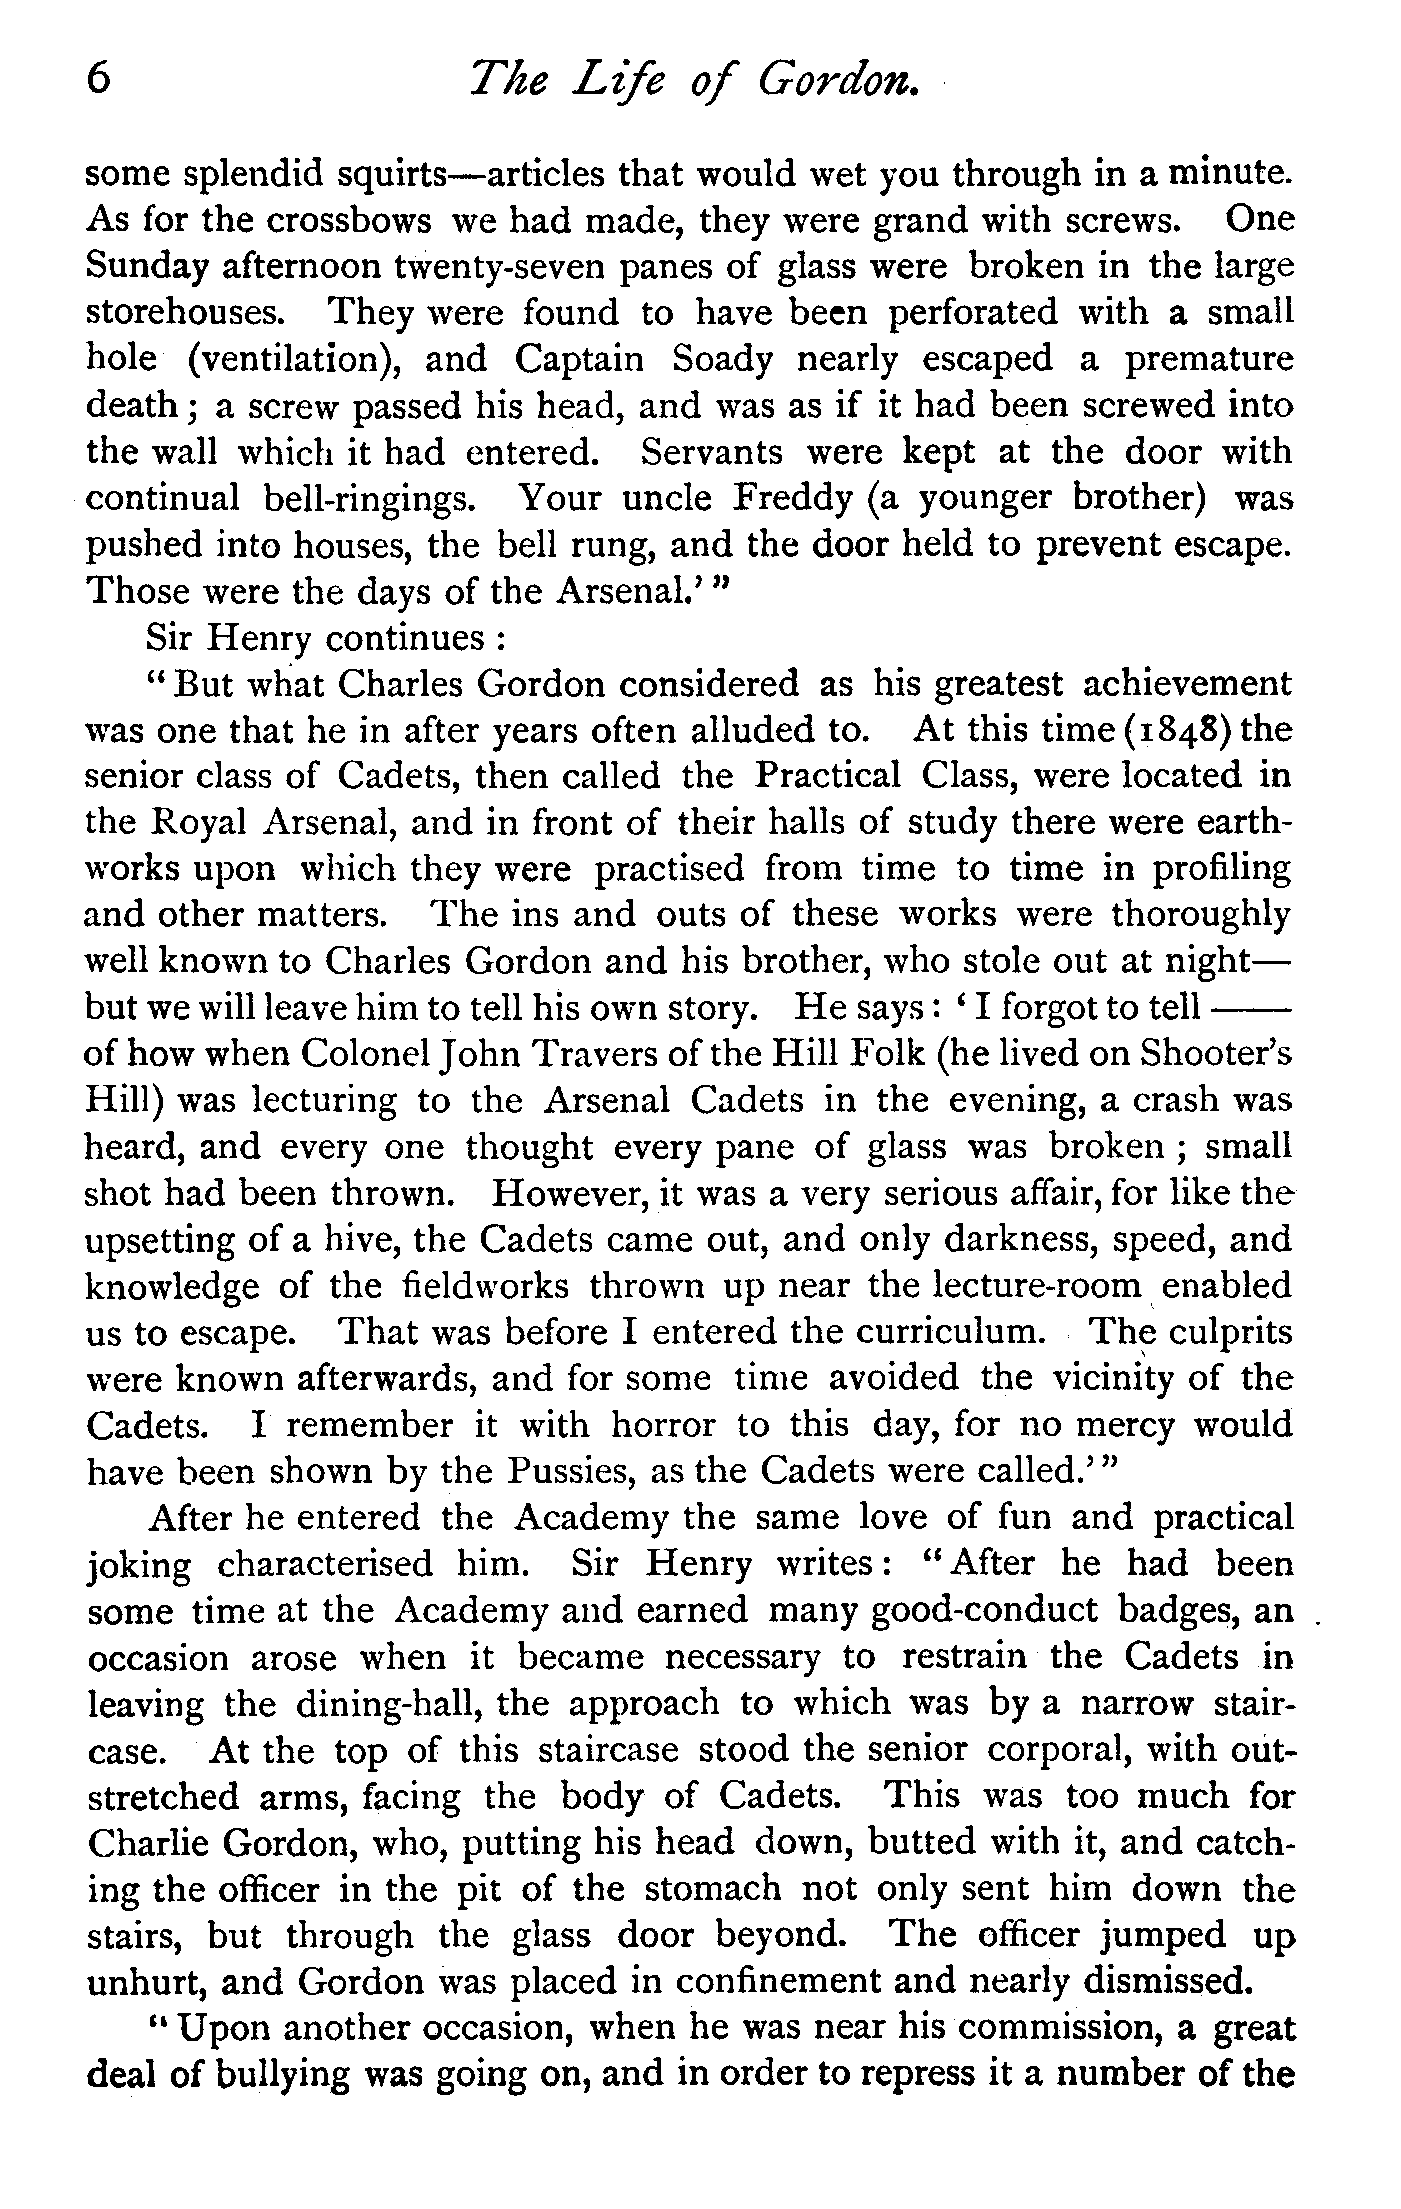 6 The Life of Gordon.
some splendid squirts—articles that would wet you through in a minute.
As for the crossbows we had made, they were grand with screws. One
Sunday afternoon twenty-seven panes of glass were broken in the large
storehouses. They were found to have been perforated with a small
hole (ventilation), and Captain Soady nearly escaped a premature
death; a screw passed his head, and was as if it had been screwed into
the wall which it had entered. Servants were kept at the door with
continual bell-ringings. Your uncle Freddy (a younger brother) was
pushed into houses, the bell rung, and the door held to prevent escape.
Those were the days of the Arsenal.’”
Sir Henry continues :
“But what Charles Gordon considered as his greatest achievement
was one that he in after years often alluded to. At this time (1848) the
senior class of Cadets, then called the Practical Class, were located in
the Royal Arsenal, and in front of their halls of study there were earth-
works upon which they were practised from time to time in profiling
and other matters. The ins and outs of these works were thoroughly
well known to Charles Gordon and his brother, who stole out at night—
but we will leave him to tell his own story. He says: ‘I forgot to tell ——
of how when Colonel John Travers of the Hill Folk (he lived on Shooter’s
Hill) was lecturing to the Arsenal Cadets in the evening, a crash was
heard, and every one thought every pane of glass was broken ; small
shot had been thrown. However, it was a very serious affair, for like the
upsetting of a hive, the Cadets came out, and only darkness, speed, and
knowledge of the fieldworks thrown up near the lecture-room enabled
us to escape. That was before I entered the curriculum. The culprits
were known afterwards, and for some time avoided the vicinity of the
Cadets. I remember it with horror to this day, for no mercy would
have been shown by the Pussies, as the Cadets were called.’”
After he entered the Academy the same love of fun and practical
joking characterised him. Sir Henry writes: “After he had been
some time at the Academy and earned many good-conduct badges, an
occasion arose when it became necessary to restrain the Cadets in
leaving the dining-hall, the approach to which was by a narrow stair-
case. At the top of this staircase stood the senior corporal, with out-
stretched arms, facing the body of Cadets. This was too much for
Charlie Gordon, who, putting his head down, butted with it, and catch-
ing the officer in the pit of the stomach not only sent him down the
stairs, but through the glass door beyond. The officer jumped up
unhurt, and Gordon was placed in confinement and nearly dismissed.
“Upon another occasion, when he was near his commission, a great
deal of bullying was going on, and in order to repress it a number of the